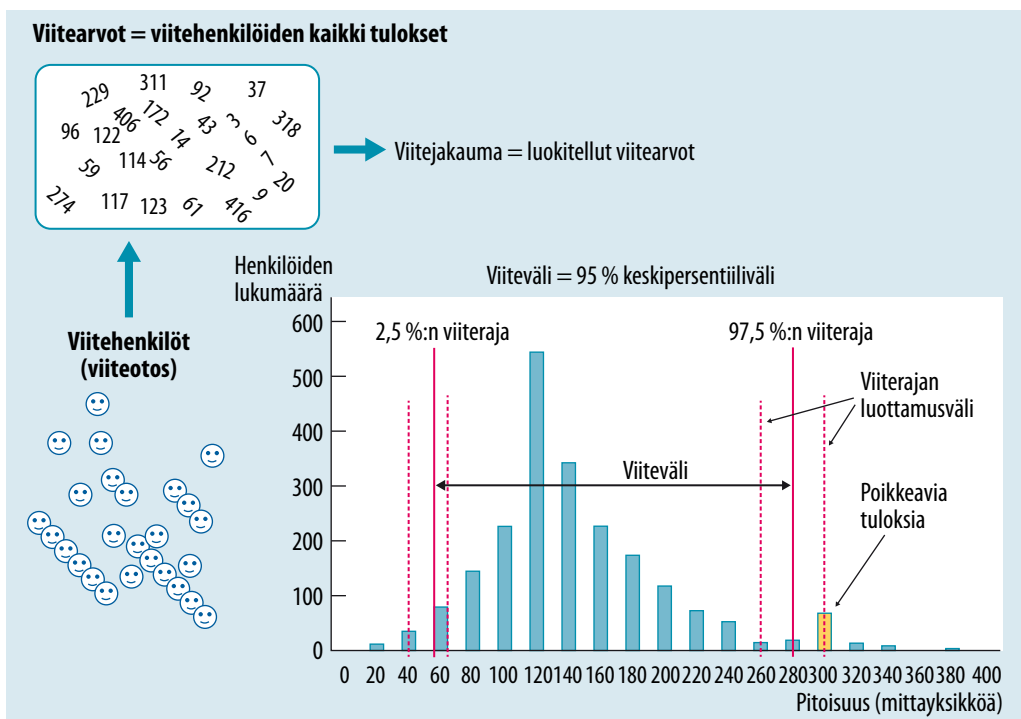 Viitearvot = viitehenkilöiden kaikki tulokset
229 311 92 37
406 172 43 3 318
96 122 14 6
59 114 56 212 7 20
274 117 123 61 416 9
Viitejakauma = luokitellut viitearvot
Viitehenkilöt
(viiteotos)
Henkilöiden
lukumäärä
Viiteväli = 95 % keskipersentiiliväli
2,5 %:n viiteraja
97,5 %:n viiteraja
Viiterajan
luottamusväli
Viiteväli
Poikkeavia
tuloksia
600
500
400
300
200
100
0
0 20 40 60 80 100 120 140 160 180 200 220 240 260 280 300 320 340 360 380 400
Pitoisuus (mittayksikköä)